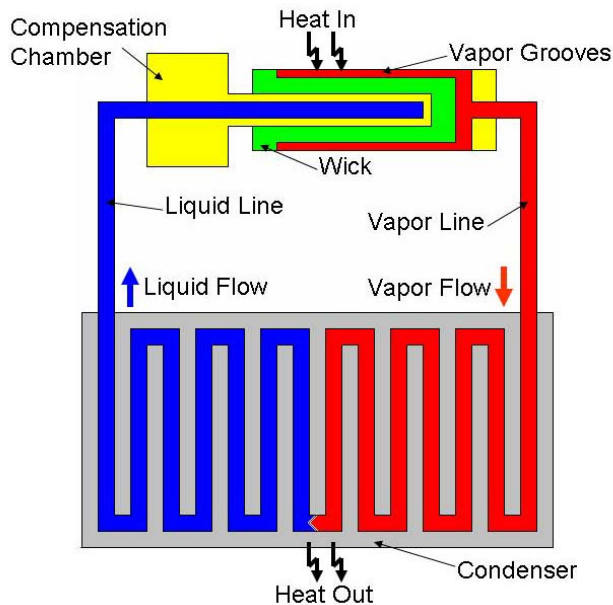 Heat In
Compensation
Chamber
Vapor Grooves
Wick
Liquid Line
Vapor Line
Liquid Flow
Vapor Flow
Condenser
Heat Out